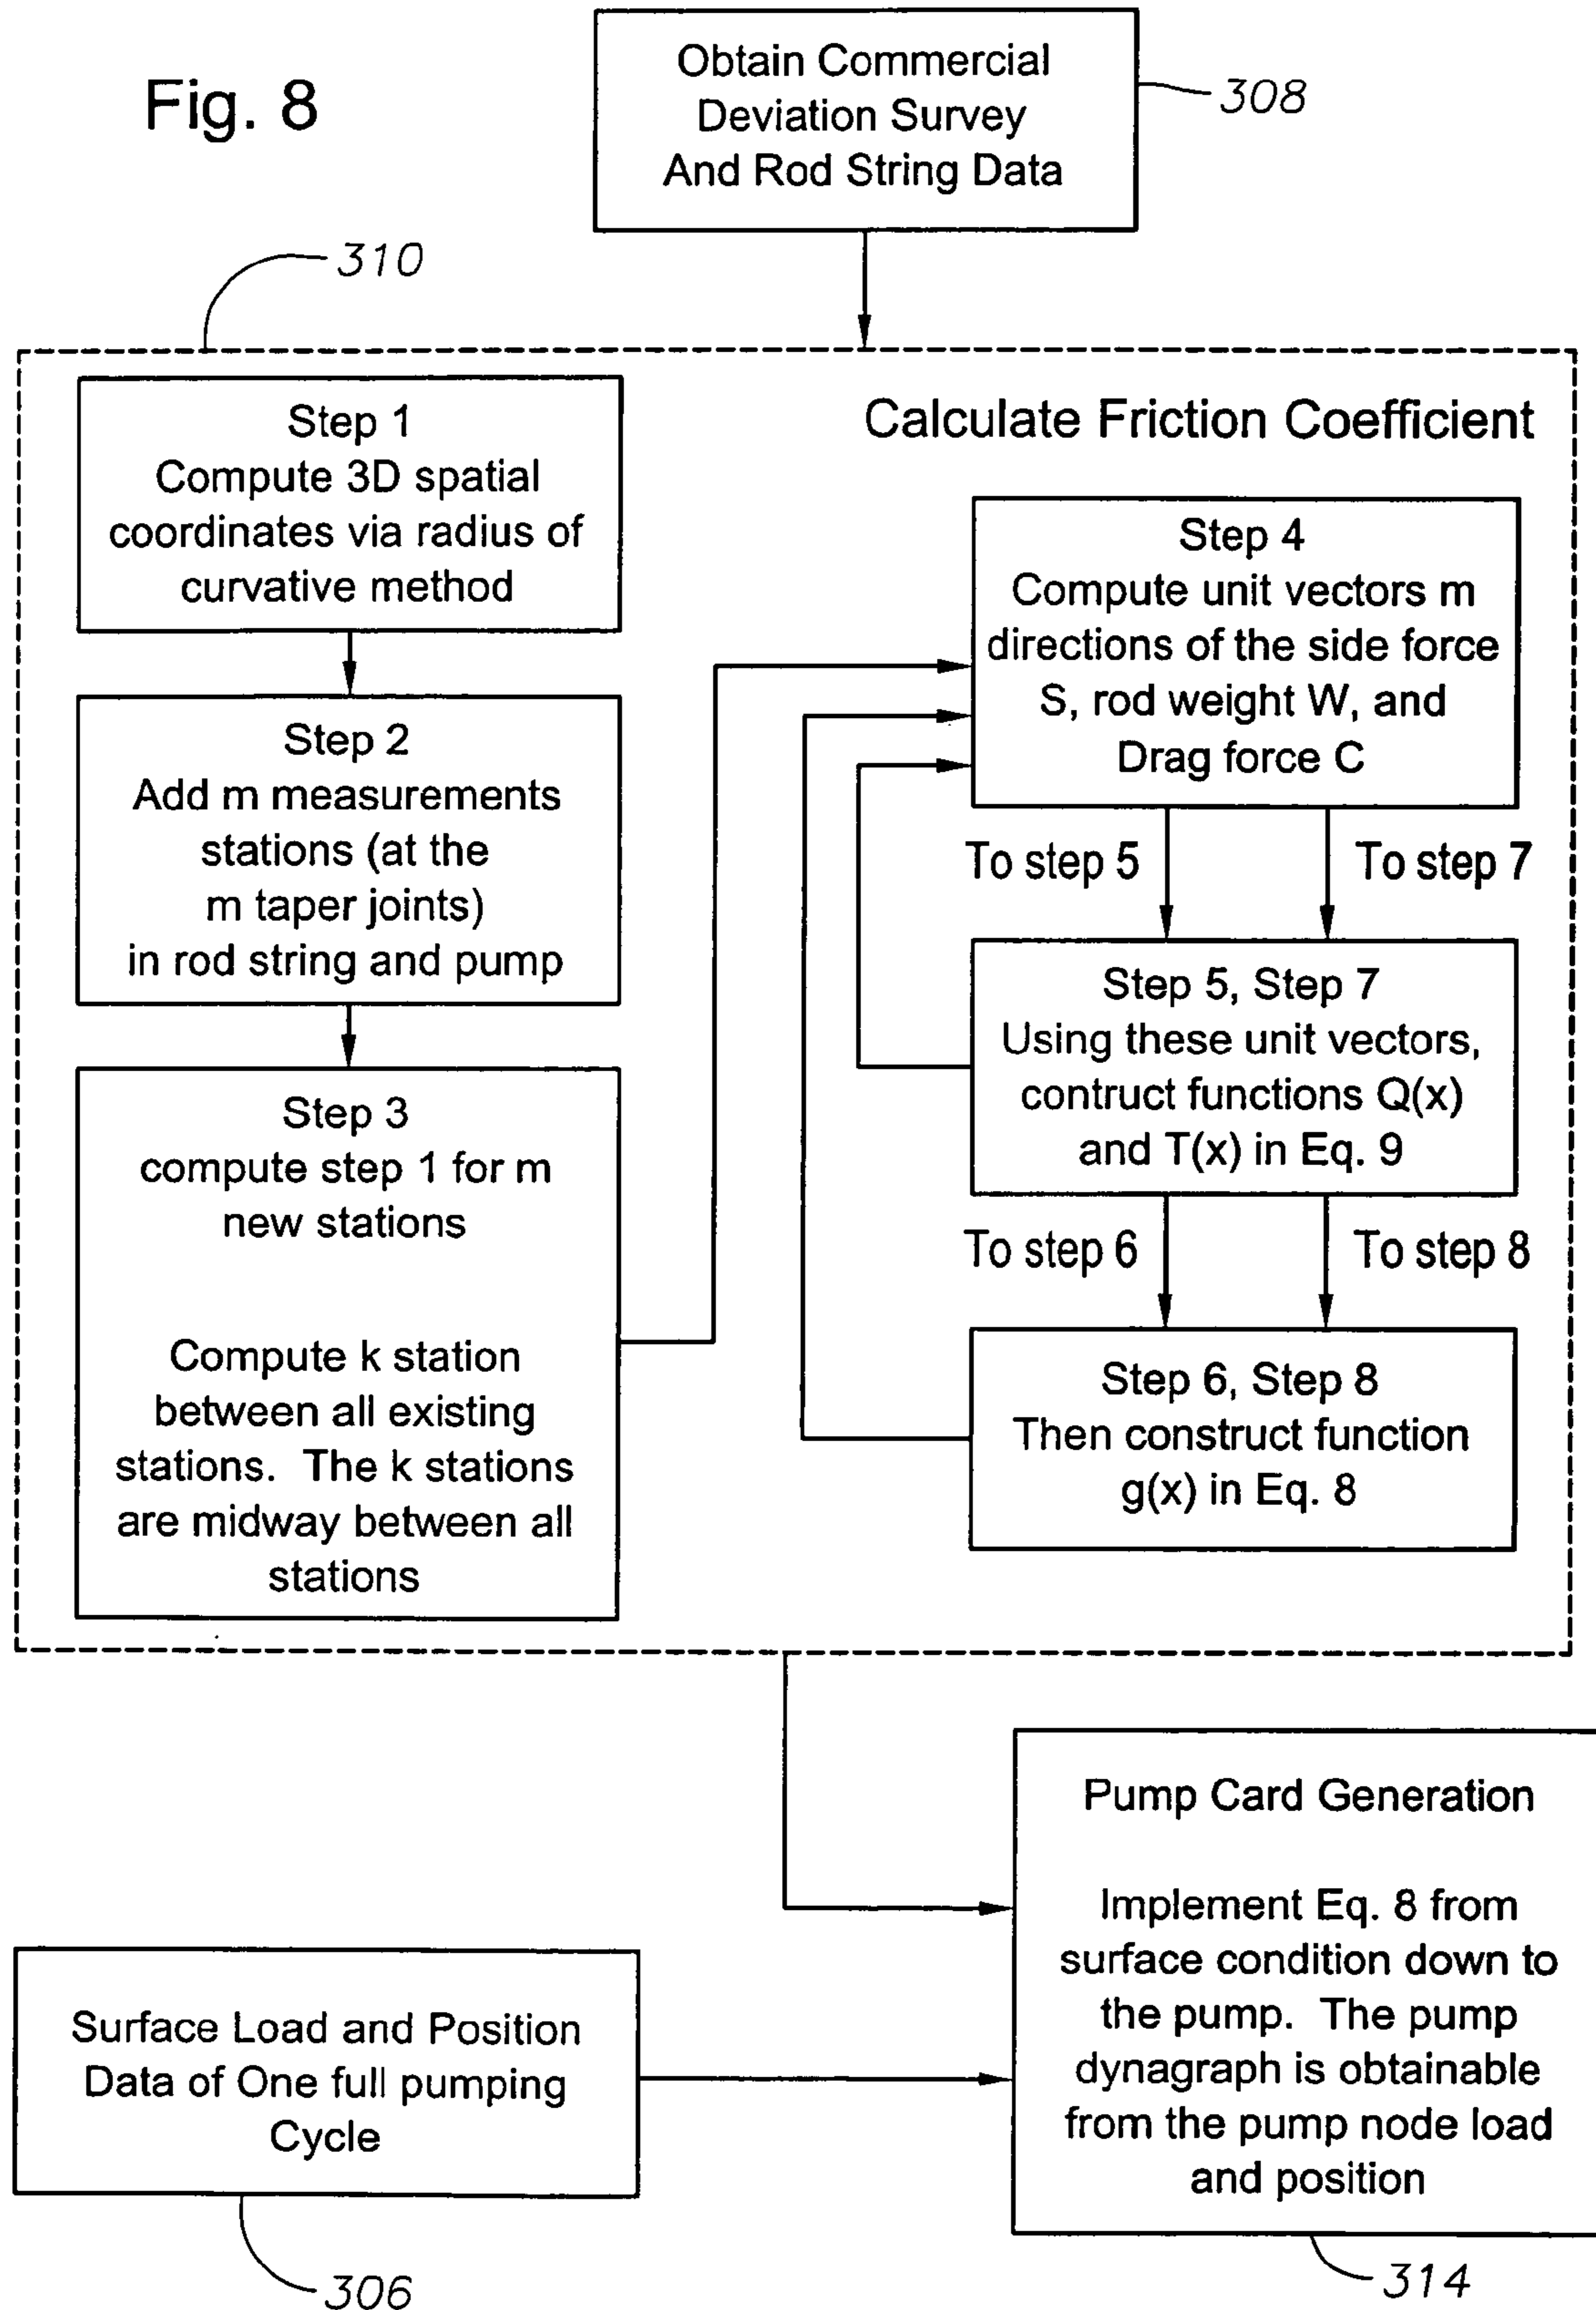 Fig. 8
Obtain Commercial
Deviation Survey
And Rod String Data
308
310
Calculate Friction Coefficient
Step 1
Compute 3D spatial
coordinates via radius of
curvative method
Step 2
Add m measurements
stations (at the
m taper joints)
in rod string and pump
Step 3
compute step 1 for m
new stations
Compute k station
between all existing
stations. The k stations
are midway between all
stations
Step 4
Compute unit vectors m
directions of the side force
S, rod weight W, and
Drag force C
To step 5
To step 7
Step 5, Step 7
Using these unit vectors,
contruct functions Q(x)
and T(x) in Eq. 9
To step 6
To step 8
Step 6, Step 8
Then construct function
g(x) in Eq. 8
Pump Card Generation
Implement Eq. 8 from
surface condition down to
the pump. The pump
dynagraph is obtainable
from the pump node load
and position
314
Surface Load and Position
Data of One full pumping
Cycle
306